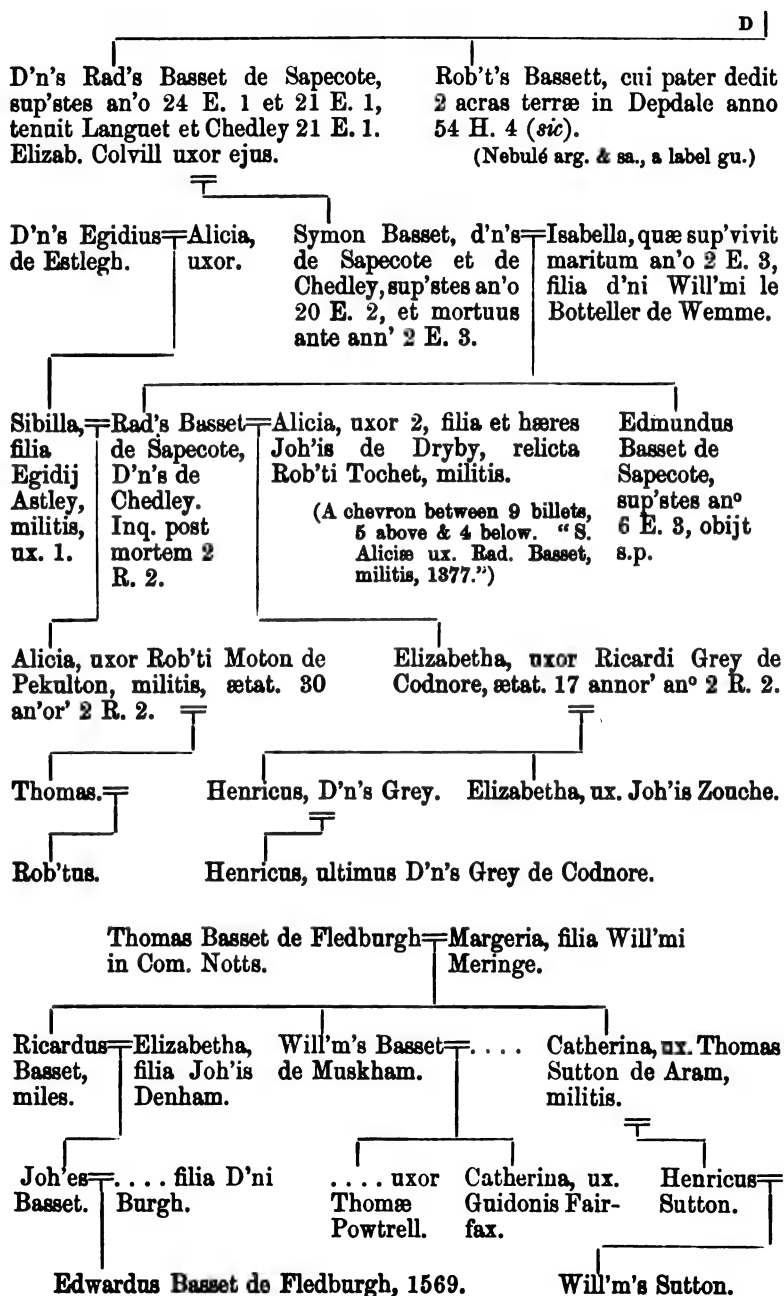 D
D'n's Rad's Basset de Sapecote,
sup'stes an'o 24 E. 1 et 21 E. 1,
tenuit Languet et Chedley 21 E. 1.
Elizab. Colvill uxor ejus.
Rob't's Bassett, cui pater dedit
2 acras terræ in Depdale anno
54 H. 4 (sic).
(Nebulé arg. & sa., a label gu.)
D'n's Egidius
de Estlegh.
Alicia,
uxor.
Symon Basset, d'n's
de Sapecote et de
Chedley, sup'stes an'o
20 E. 2, et mortuus
ante ann' 2 E. 3.
Isabella, quæ sup'vivit
maritum an'o 2 E. 3,
filia d'ni Will'mi le
Botteller de Wemme.
Sibilla,
filia
Egidij
Astley,
militis,
ux. 1.
Rad's Basset
de Sapecote,
D'n's de
Chedley.
Inq. post
mortem 2
R. 2.
Alicia, uxor 2, filia et hæres
Joh'is de Dryby, relicta
Rob'ti Tochet, militis.
(A chevron between 9 billets,
5 above & 4 below. "S.
Aliciæ ux. Rad. Basset,
militis, 1377.")
Edmundus
Basset de
Sapecote,
sup'stes anº
6 E. 3, obijt
s.p.
Alicia, uxor Rob'ti Moton de
Pekulton, militis, ætat. 30
an'or' 2 R. 2.
Elizabetha, uxor Ricardi Grey de
Codnore, ætat. 17 annor' anº 2 R. 2.
Thomas.
Henricus, D'n's Grey.
Elizabetha, ux. Joh'is Zouche.
Rob'tus.
Henricus, ultimus D'n's Grey de Codnore.
Thomas Basset de Fledburgh
in Com. Notts.
Margeria, filia Will'mi
Meringe.
Ricardus
Basset,
miles.
Elizabetha,
filia Joh'is
Denham.
Will'm's Basset
de Muskham.
. . . .
Catherina, ux. Thomas
Sutton de Aram,
militis.
Joh'es
Basset.
. . . . filia D'ni
Burgh.
. . . . uxor
Thomæ
Powtrell.
Catherina, ux.
Guidonis Fair-
fax.
Henricus
Sutton.
Edwardus Basset de Fledburgh, 1569.
Will'm's Sutton.